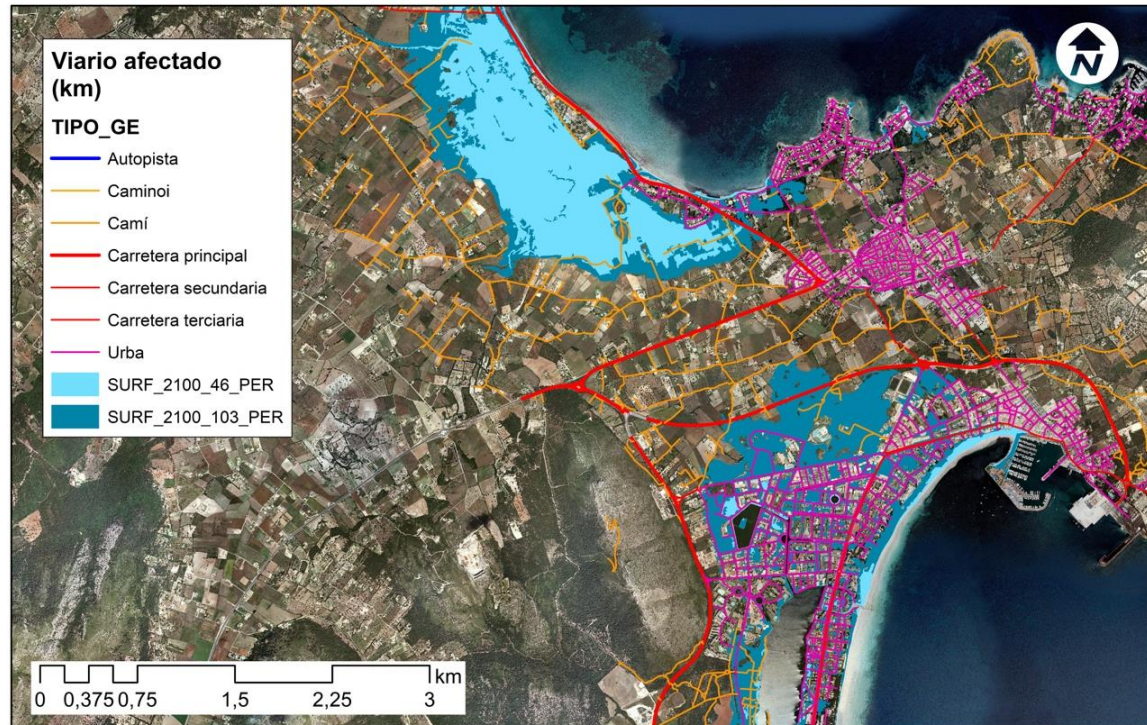 Viario afectado
(km)
TIPO_GE
Autopista
Caminoi
Camí
Carretera principal
Carretera secundaria
Carretera terciaria
Urba
SURF_2100_46_PER
SURF_2100_103_PER
N
km
0 0,375 0,75 1,5 2,25 3